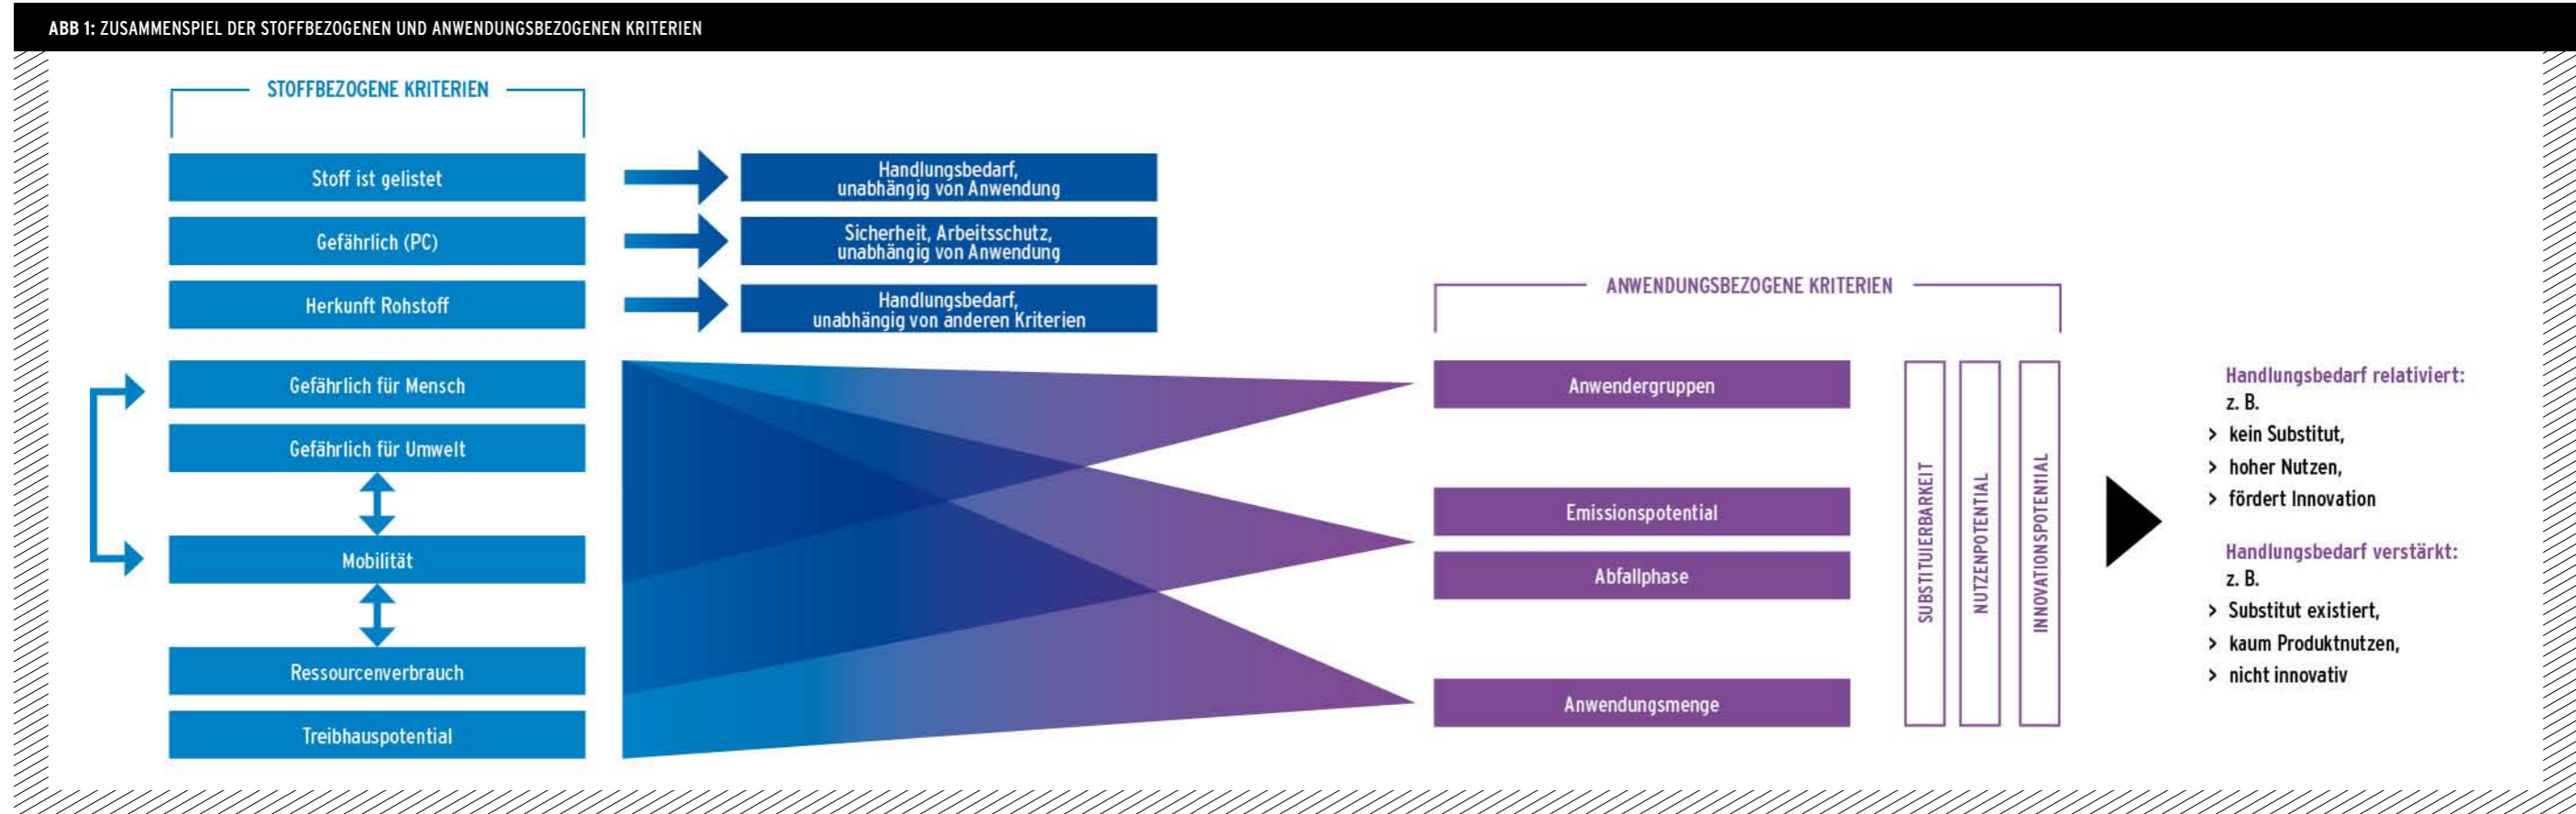 ABB 1: ZUSAMMENSPIEL DER STOFFBEZOGENEN UND ANWENDUNGSBEZOGENEN KRITERIEN
STOFFBEZOGENE KRITERIEN
Stoff ist gelistet
Handlungsbedarf,
unabhängig von Anwendung
Gefährlich (PC)
Sicherheit, Arbeitsschutz,
unabhängig von Anwendung
Herkunft Rohstoff
Handlungsbedarf,
unabhängig von anderen Kriterien
Gefährlich für Mensch
Gefährlich für Umwelt
Mobilität
Ressourcenverbrauch
Treibhauspotential
ANWENDUNGSBEZOGENE KRITERIEN
Anwendergruppen
Emissionspotential
Abfallphase
Anwendungsmenge
SUBSTITUIERBARKEIT
NUTZENPOTENTIAL
INNOVATIONSPOTENTIAL
Handlungsbedarf relativiert:
z. B.
> kein Substitut,
> hoher Nutzen,
> fördert Innovation
Handlungsbedarf verstärkt:
z. B.
> Substitut existiert,
> kaum Produktnutzen,
> nicht innovativ